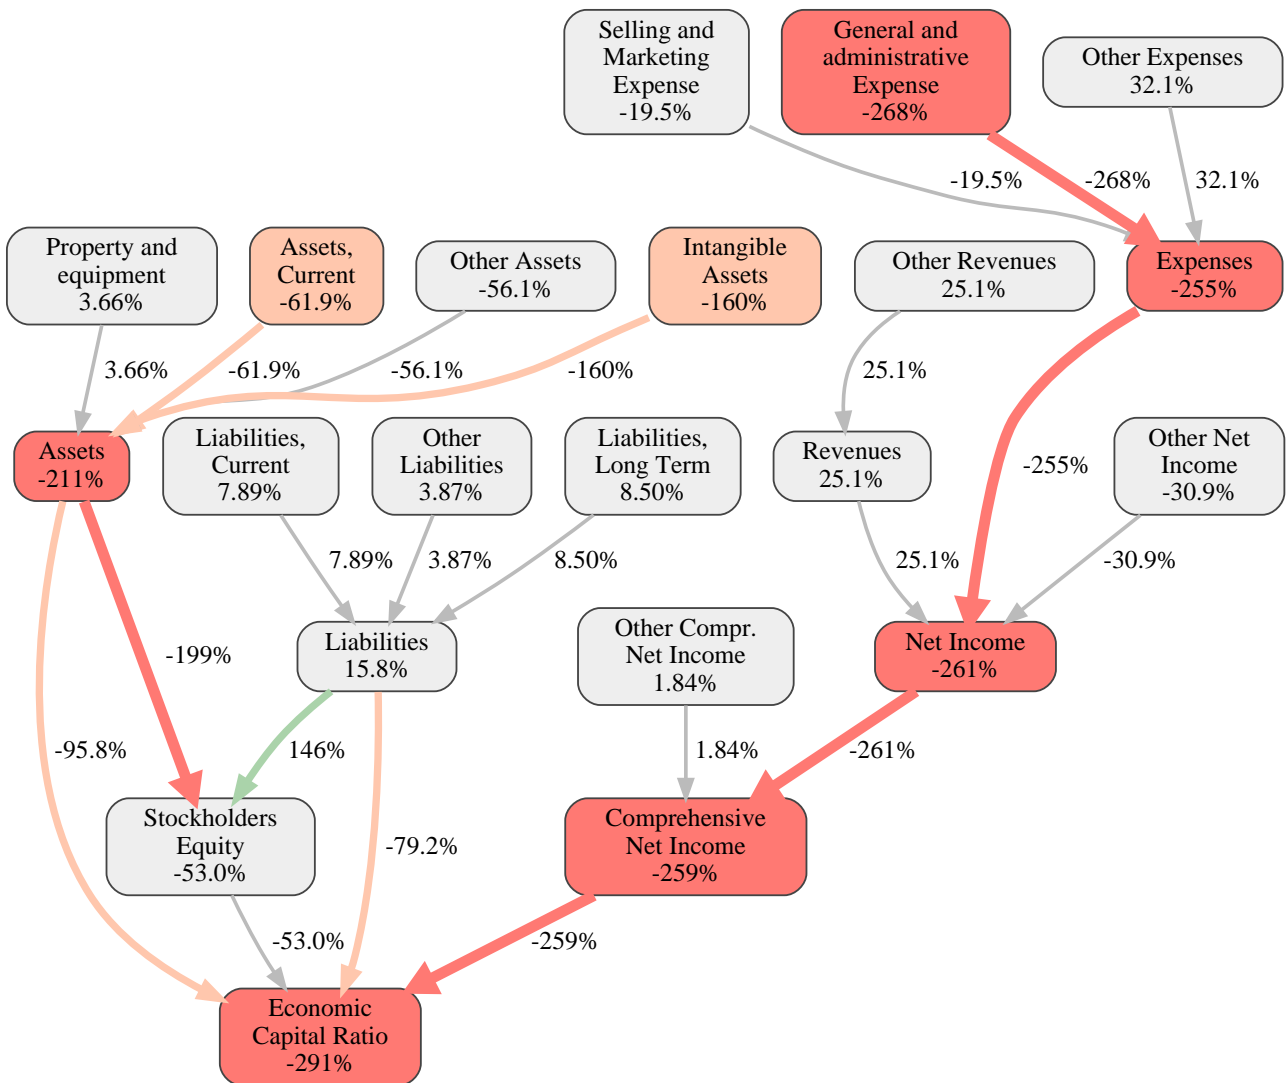 Selling and
Marketing
Expense
-19.5%
General and
administrative
Expense
-268%
Other Expenses
32.1%
-19.5%
-268%
32.1%
Property and
equipment
3.66%
Assets,
Current
-61.9%
Other Assets
-56.1%
Intangible
Assets
-160%
Other Revenues
25.1%
Expenses
-255%
3.66%
-61.9%
-56.1%
-160%
25.1%
Assets
-211%
Liabilities,
Current
7.89%
Other
Liabilities
3.87%
Liabilities,
Long Term
8.50%
Revenues
25.1%
-255%
Other Net
Income
-30.9%
7.89%
3.87%
8.50%
25.1%
-30.9%
-199%
Liabilities
15.8%
Other Compr.
Net Income
1.84%
Net Income
-261%
-95.8%
146%
1.84%
-261%
Stockholders
Equity
-53.0%
-79.2%
Comprehensive
Net Income
-259%
-53.0%
-259%
Economic
Capital Ratio
-291%